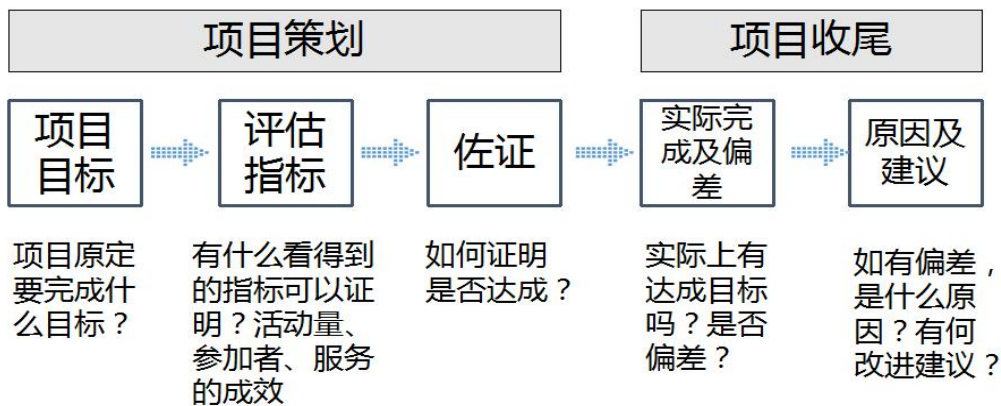 项目策划
项目收尾
项目
目标
评估
指标
佐证
实际完
成及偏
差
原因及
建议
项目原定
要完成什
么目标？
有什么看得到
的指标可以证
明？活动量、
参加者、服务
的成效
如何证明
是否达成？
实际上有
达成目标
吗？是否
偏差？
如有偏差，
是什么原
因？有何
改进建议？